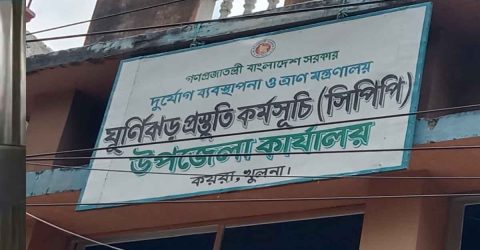 গণপ্রজাতন্ত্রী বাংলাদেশ সরকার
দুর্যোগ ব্যবস্থাপনা ও ত্রাণ মন্ত্রণালয়
ঘূর্ণিঝড় প্রস্তুতি কর্মসূচি (সিপিপি)
উপজেলা কার্যালয়
কয়রা, খুলনা।